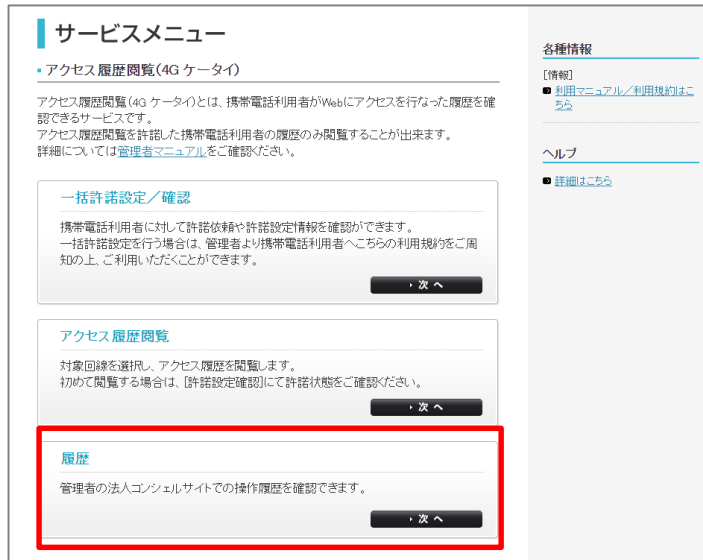 サービスメニュー
アクセス履歴閲覧(4G ケータイ)
アクセス履歴閲覧(4G ケータイ)とは、携帯電話利用者がWebにアクセスを行なった履歴を確
認できるサービスです。
アクセス履歴閲覧を許諾した携帯電話利用者の履歴のみ閲覧することが出来ます。
詳細については管理者マニュアルをご確認ください。
一括許諾設定／確認
携帯電話利用者に対して許諾依頼や許諾設定情報を確認ができます。
一括許諾設定を行う場合は、管理者より携帯電話利用者へこちらの利用規約をご周
知の上、ご利用いただくことができます。
次 へ
アクセス履歴閲覧
対象回線を選択し、アクセス履歴を閲覧します。
初めて閲覧する場合は、[許諾設定確認]にて許諾状態をご確認ください。
次 へ
履歴
管理者の法人コンシェルサイトでの操作履歴を確認できます。
次 へ
各種情報
[情報]
利用マニュアル／利用規約はこ
ちら
ヘルプ
詳細はこちら